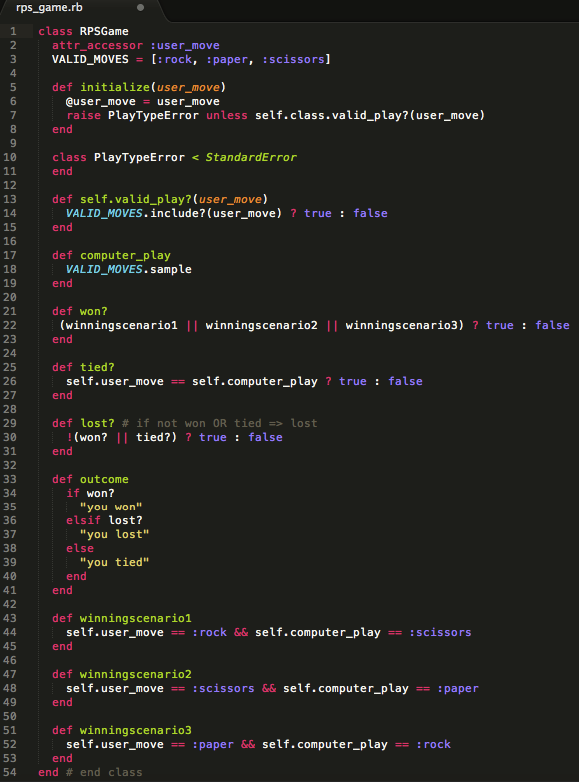 rps_game.rb
1 class RPSGame
2 attr_accessor :user_move
3 VALID_MOVES = [:rock, :paper, :scissors]
4
5 def initialize(user_move)
6 @user_move = user_move
7 raise PlayTypeError unless self.class.valid_play?(user_move)
8 end
9
10 class PlayTypeError < StandardError
11 end
12
13 def self.valid_play?(user_move)
14 VALID_MOVES.include?(user_move) ? true : false
15 end
16
17 def computer_play
18 VALID_MOVES.sample
19 end
20
21 def won?
22 (winningscenario1 || winningscenario2 || winningscenario3) ? true : false
23 end
24
25 def tied?
26 self.user_move == self.computer_play ? true : false
27 end
28
29 def lost? # if not won OR tied => lost
30 !(won? || tied?) ? true : false
31 end
32
33 def outcome
34 if won?
35 "you won"
36 elsif lost?
37 "you lost"
38 else
39 "you tied"
40 end
41 end
42
43 def winningscenario1
44 self.user_move == :rock && self.computer_play == :scissors
45 end
46
47 def winningscenario2
48 self.user_move == :scissors && self.computer_play == :paper
49 end
50
51 def winningscenario3
52 self.user_move == :paper && self.computer_play == :rock
53 end
54 end # end class